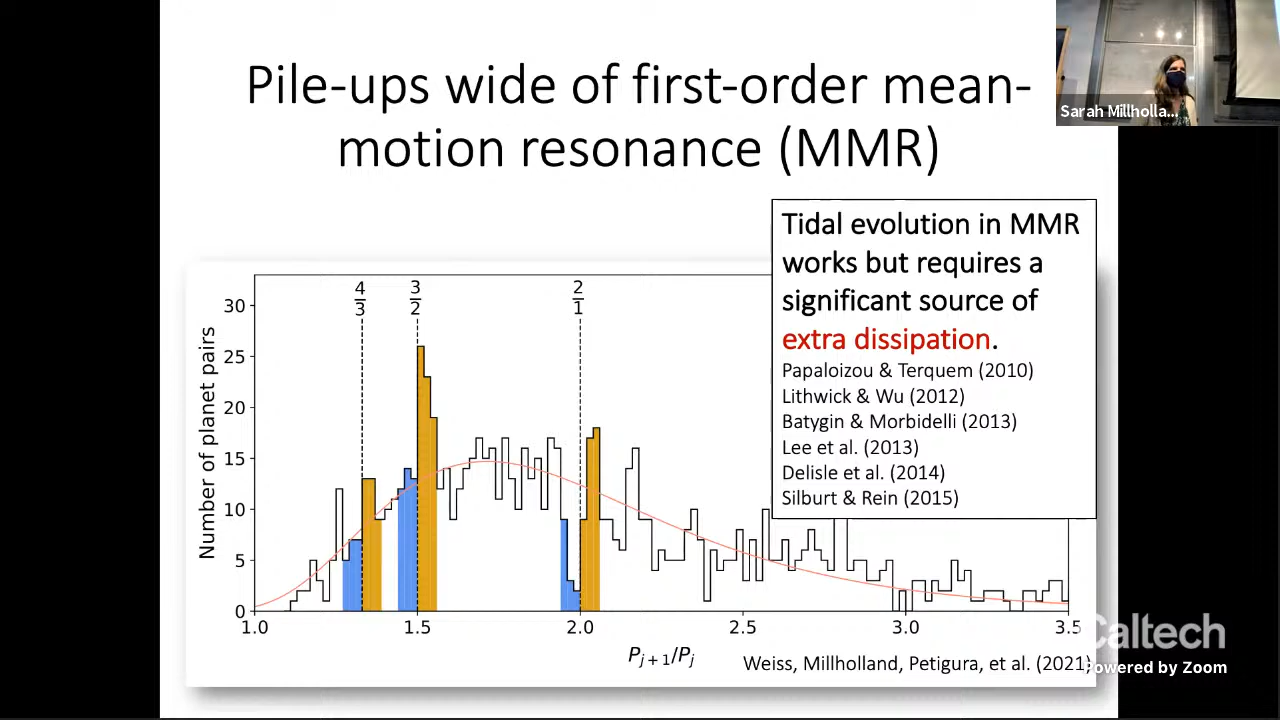 Pile-ups wide of first-order mean-
motion resonance (MMR)
Sarah Millholla...
Tidal evolution in MMR
works but requires a
significant source of
extra dissipation.
Papaloizou & Terquem (2010)
Lithwick & Wu (2012)
Batygin & Morbidelli (2013)
Lee et al. (2013)
Delisle et al. (2014)
Silburt & Rein (2015)
4/3
3/2
2/1
Number of planet pairs
30
25
20
15
10
5
0
1.0 1.5 2.0 2.5 3.0 3.5
P_{j+1}/P_j
Weiss, Millholland, Petigura, et al. (2021)
Caltech
Powered by Zoom